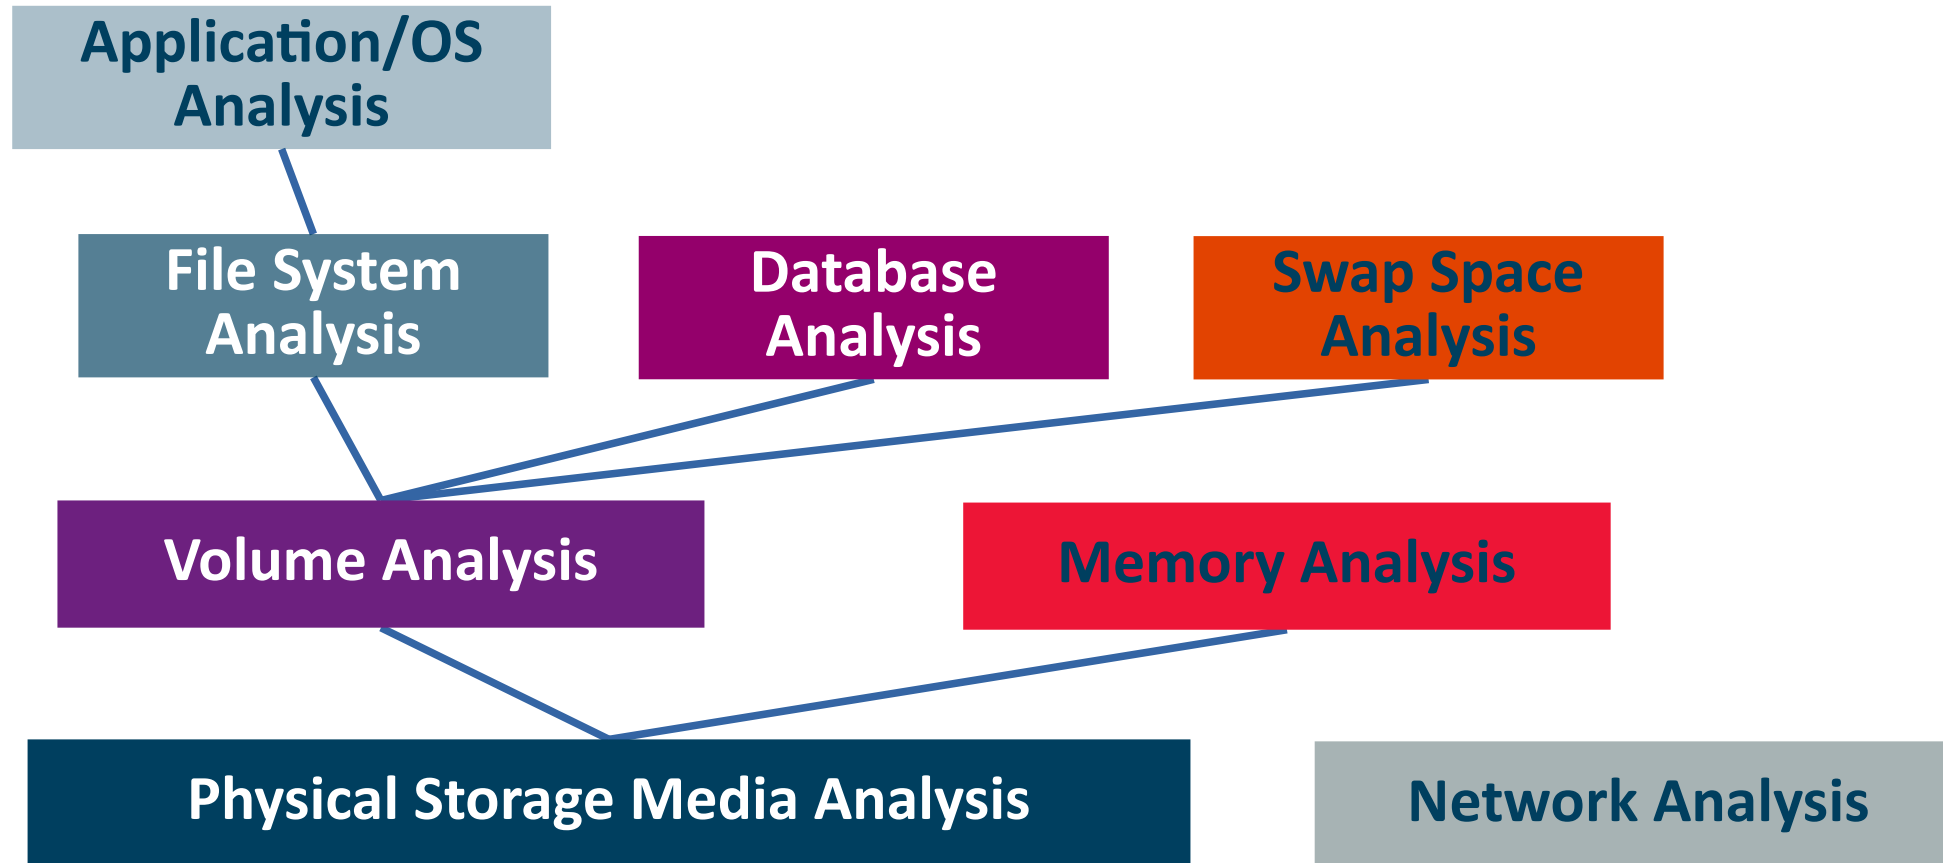 Application/OS
Analysis
File System
Analysis
Database
Analysis
Swap Space
Analysis
Volume Analysis
Memory Analysis
Physical Storage Media Analysis
Network Analysis